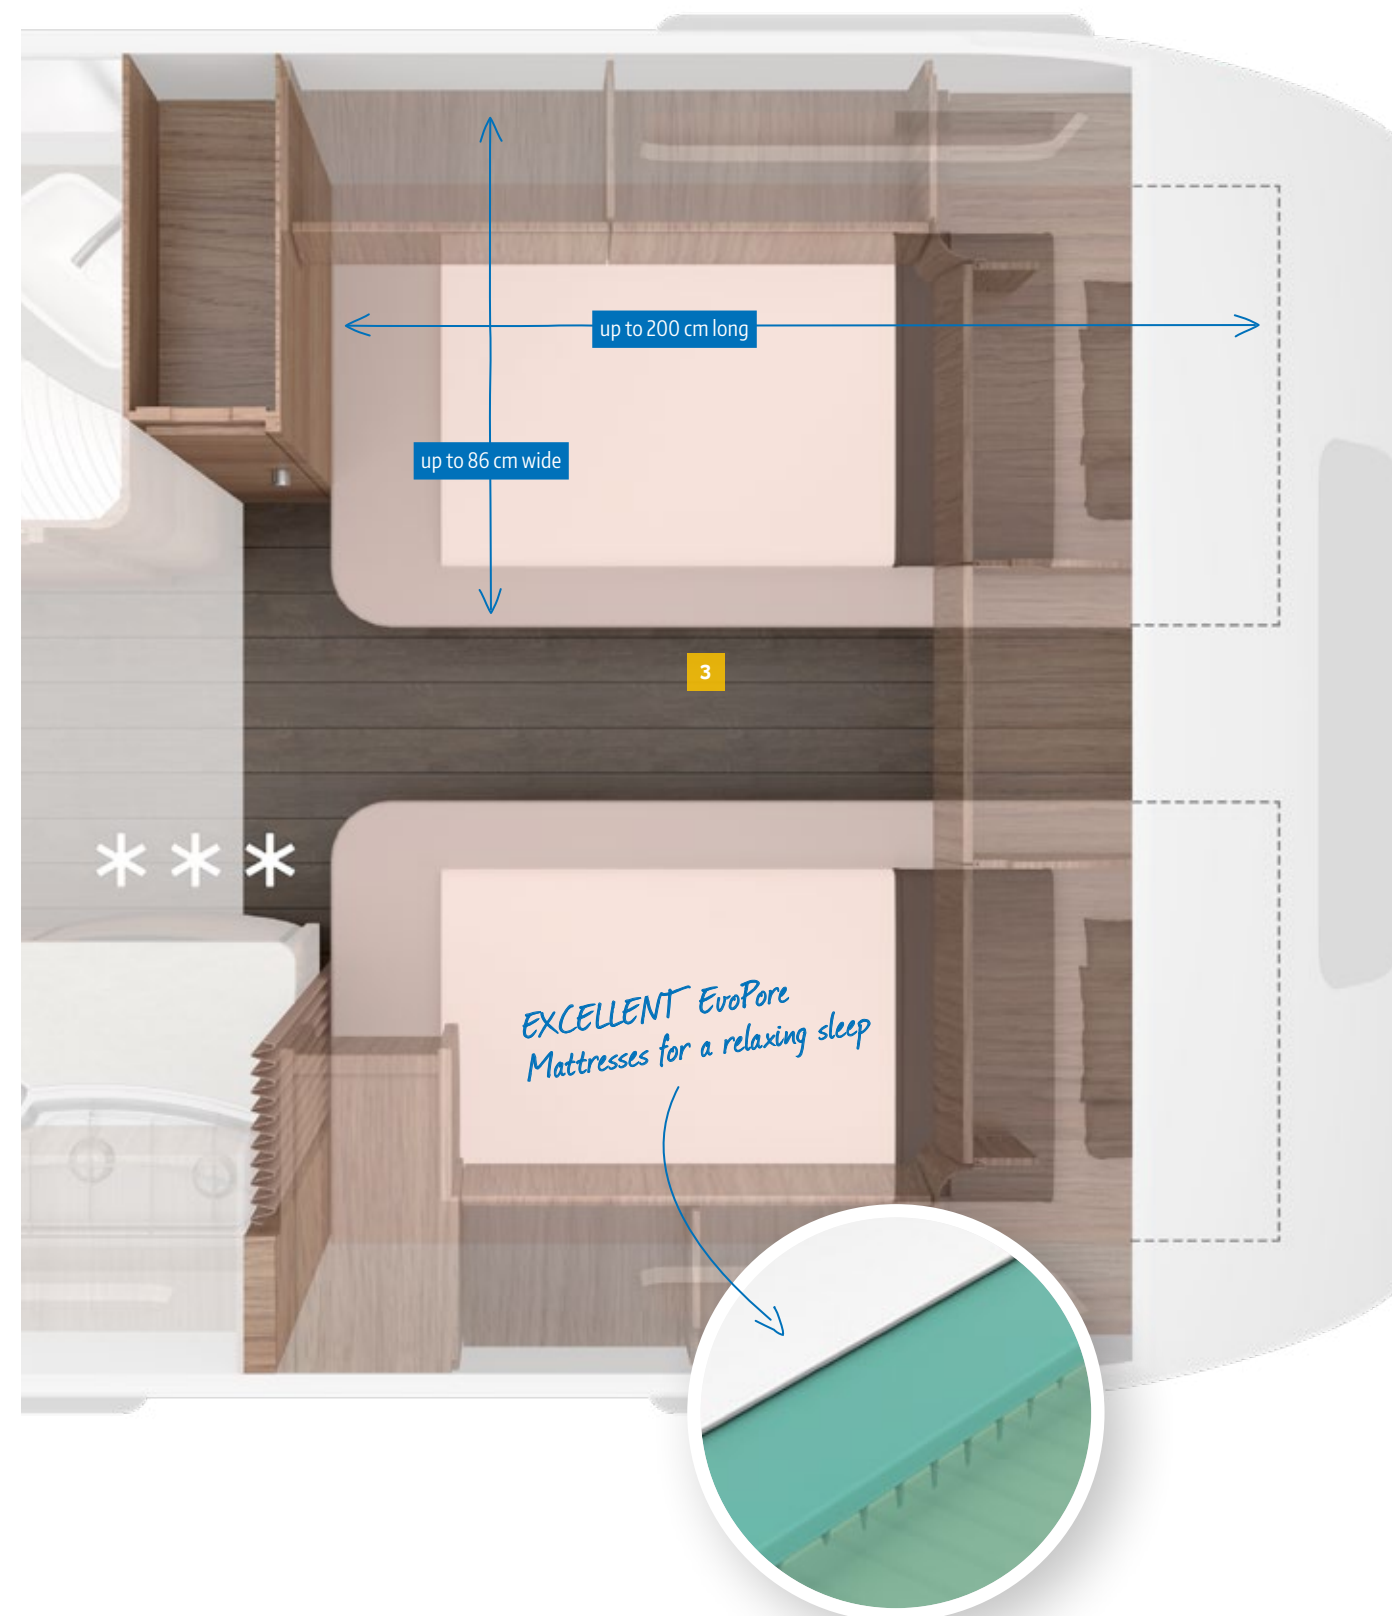 up to 200 cm long
up to 86 cm wide
3
***
EXCELLENT EvoPore
Mattresses for a relaxing sleep